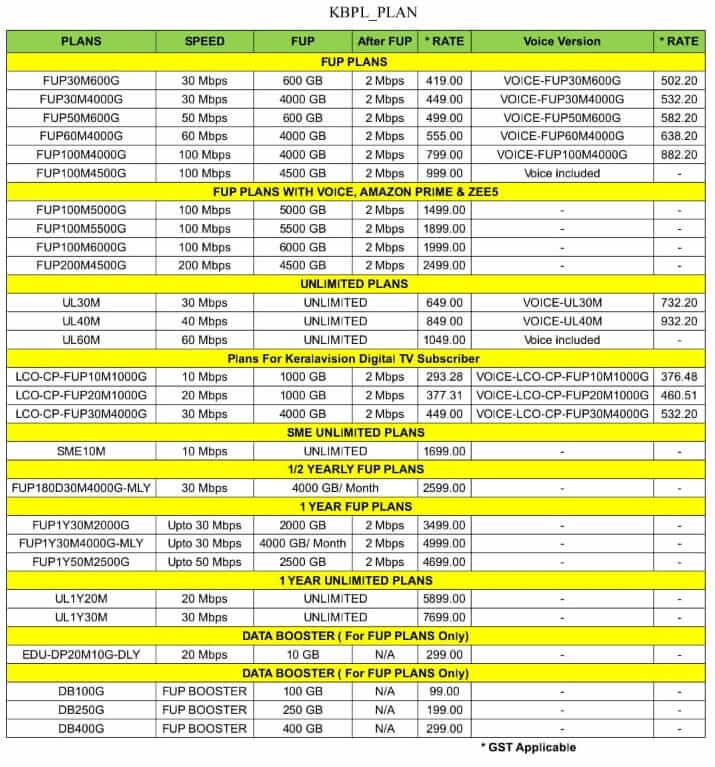 KBPL_PLAN
PLANS SPEED FUP After FUP * RATE Voice Version * RATE
FUP PLANS
FUP30M600G 30 Mbps 600 GB 2 Mbps 419.00 VOICE-FUP30M600G 502.20
FUP30M4000G 30 Mbps 4000 GB 2 Mbps 449.00 VOICE-FUP30M4000G 532.20
FUP50M600G 50 Mbps 600 GB 2 Mbps 499.00 VOICE-FUP50M600G 582.20
FUP60M4000G 60 Mbps 4000 GB 2 Mbps 555.00 VOICE-FUP60M4000G 638.20
FUP100M4000G 100 Mbps 4000 GB 2 Mbps 799.00 VOICE-FUP100M4000G 882.20
FUP100M4500G 100 Mbps 4500 GB 2 Mbps 999.00 Voice included -
FUP PLANS WITH VOICE, AMAZON PRIME & ZEE5
FUP100M5000G 100 Mbps 5000 GB 2 Mbps 1499.00 - -
FUP100M5500G 100 Mbps 5500 GB 2 Mbps 1899.00 - -
FUP100M6000G 100 Mbps 6000 GB 2 Mbps 1999.00 - -
FUP200M4500G 200 Mbps 4500 GB 2 Mbps 2499.00 - -
UNLIMITED PLANS
UL30M 30 Mbps UNLIMITED 649.00 VOICE-UL30M 732.20
UL40M 40 Mbps UNLIMITED 849.00 VOICE-UL40M 932.20
UL60M 60 Mbps UNLIMITED 1049.00 Voice included -
Plans For Keralavision Digital TV Subscriber
LCO-CP-FUP10M1000G 10 Mbps 1000 GB 2 Mbps 293.28 VOICE-LCO-CP-FUP10M1000G 376.48
LCO-CP-FUP20M1000G 20 Mbps 1000 GB 2 Mbps 377.31 VOICE-LCO-CP-FUP20M1000G 460.51
LCO-CP-FUP30M4000G 30 Mbps 4000 GB 2 Mbps 449.00 VOICE-LCO-CP-FUP30M4000G 532.20
SME UNLIMITED PLANS
SME10M 10 Mbps UNLIMITED 1699.00 - -
1/2 YEARLY FUP PLANS
FUP180D30M4000G-MLY 30 Mbps 4000 GB/ Month 2599.00 - -
1 YEAR FUP PLANS
FUP1Y30M2000G Upto 30 Mbps 2000 GB 2 Mbps 3499.00 - -
FUP1Y30M4000G-MLY Upto 30 Mbps 4000 GB/ Month 2 Mbps 4999.00 - -
FUP1Y50M2500G Upto 50 Mbps 2500 GB 2 Mbps 4699.00 - -
1 YEAR UNLIMITED PLANS
UL1Y20M 20 Mbps UNLIMITED 5899.00 - -
UL1Y30M 30 Mbps UNLIMITED 7699.00 - -
DATA BOOSTER ( For FUP PLANS Only)
EDU-DP20M10G-DLY 20 Mbps 10 GB N/A 299.00 - -
DATA BOOSTER ( For FUP PLANS Only)
DB100G FUP BOOSTER 100 GB N/A 99.00 - -
DB250G FUP BOOSTER 250 GB N/A 199.00 - -
DB400G FUP BOOSTER 400 GB N/A 299.00 - -
* GST Applicable